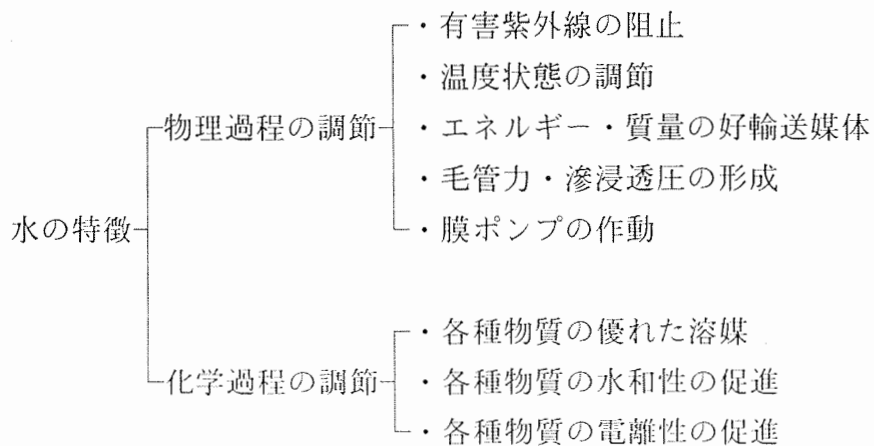 ・有害紫外線の阻止
・温度状態の調節
物理過程の調節
・エネルギー・質量の好輸送媒体
・毛管力・滲浸透圧の形成
水の特徴
・膜ポンプの作動
・各種物質の優れた溶媒
化学過程の調節
・各種物質の水和性の促進
・各種物質の電離性の促進